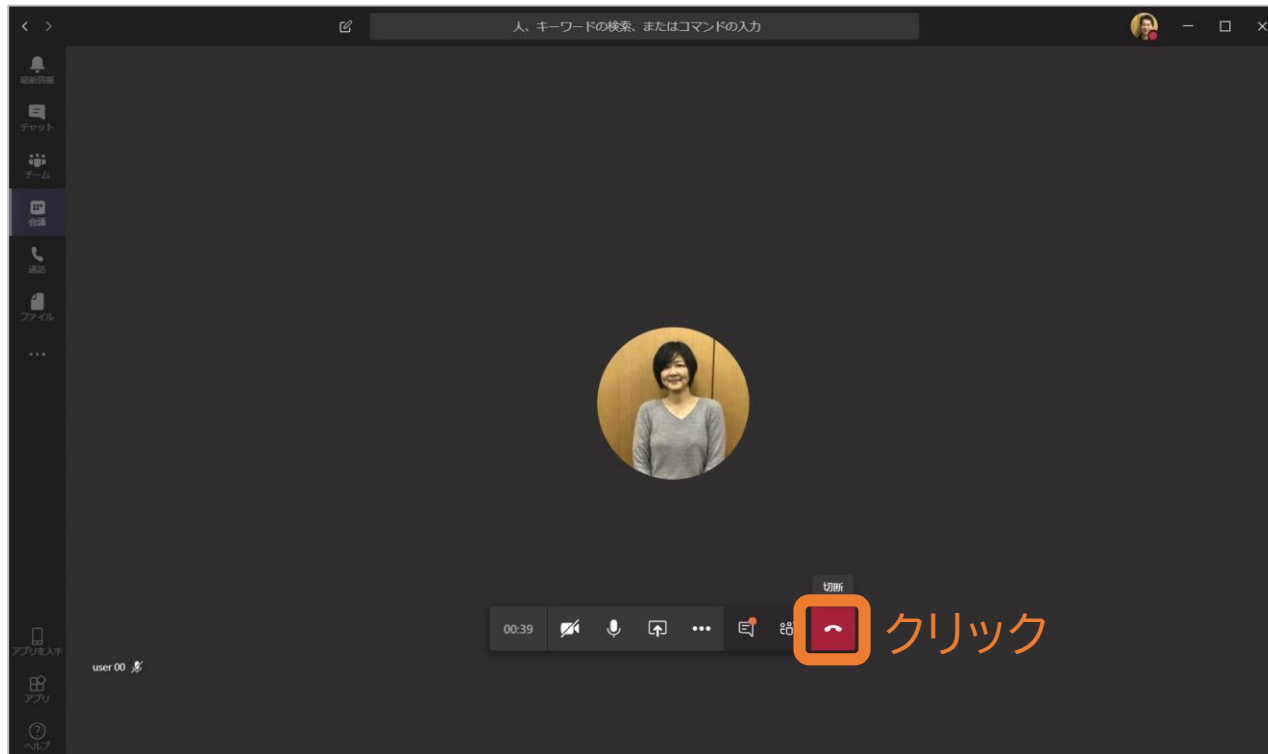 人、キーワードの検索、またはコマンドの入力
最新情報
チャット
チーム
会議
通話
ファイル
切断
00:39
クリック
アプリを入手
user 00
アプリ
ヘルプ